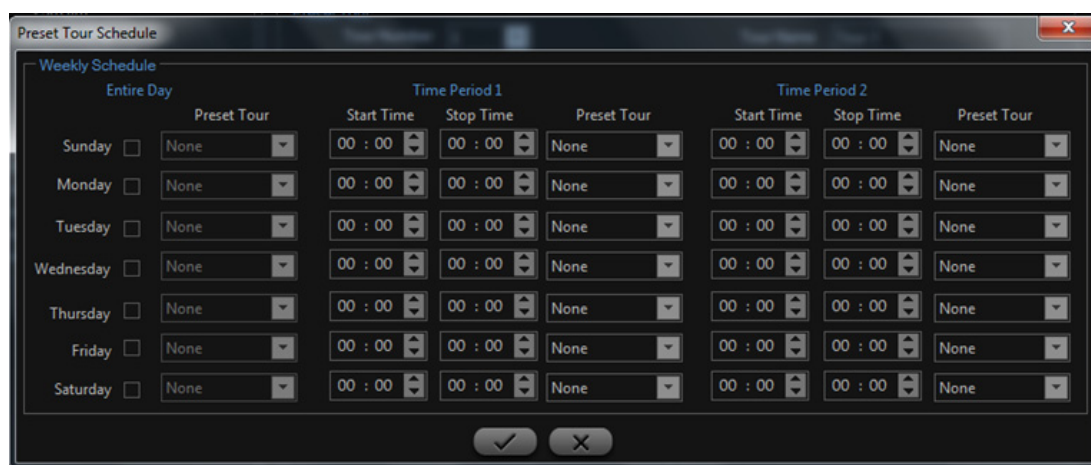 Preset Tour Schedule
Weekly Schedule
Entire Day Time Period 1 Time Period 2
Preset Tour Start Time Stop Time Preset Tour Start Time Stop Time Preset Tour
Sunday None 00 : 00 00 : 00 None 00 : 00 00 : 00 None
Monday None 00 : 00 00 : 00 None 00 : 00 00 : 00 None
Tuesday None 00 : 00 00 : 00 None 00 : 00 00 : 00 None
Wednesday None 00 : 00 00 : 00 None 00 : 00 00 : 00 None
Thursday None 00 : 00 00 : 00 None 00 : 00 00 : 00 None
Friday None 00 : 00 00 : 00 None 00 : 00 00 : 00 None
Saturday None 00 : 00 00 : 00 None 00 : 00 00 : 00 None